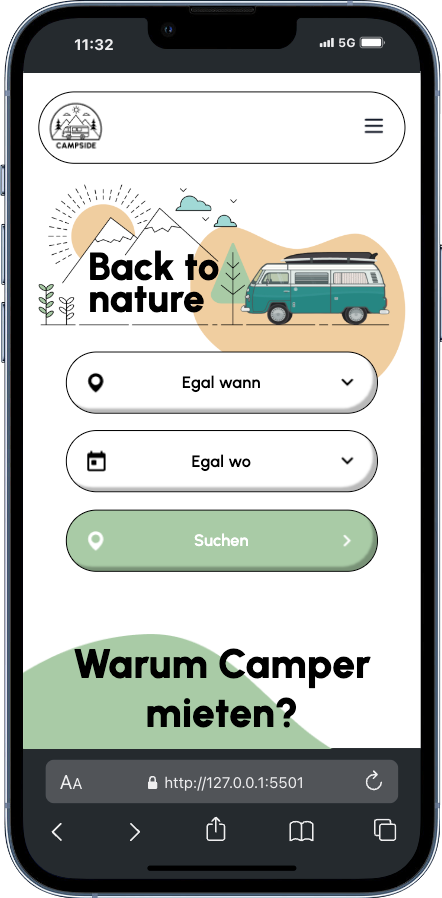 11:32
5G
CAMPSIDE
Back to
nature
Egal wann
Egal wo
Suchen
Warum Camper
mieten?
AA
http://127.0.0.1:5501